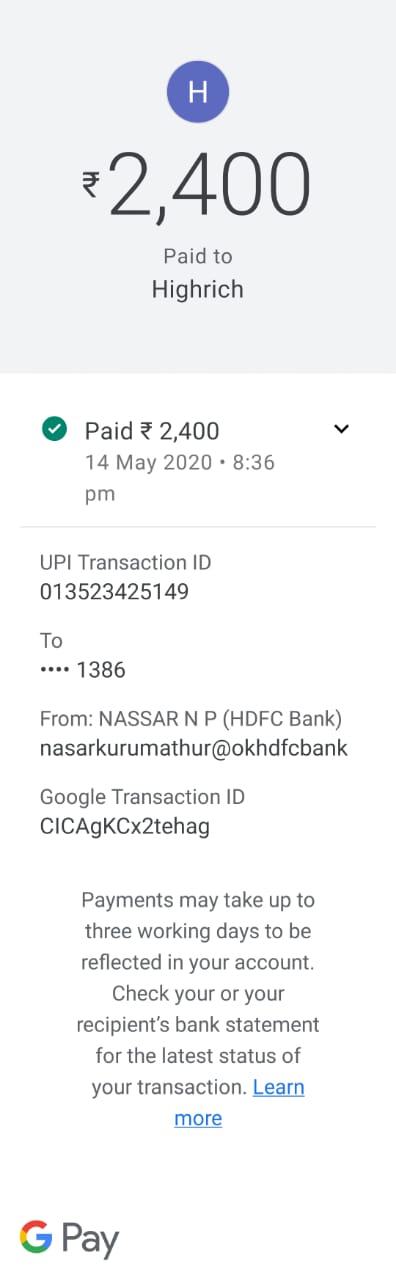 H
₹2,400
Paid to
Highrich
Paid ₹ 2,400
14 May 2020 • 8:36
pm
UPI Transaction ID
013523425149
To
•••• 1386
From: NASSAR N P (HDFC Bank)
nasarkurumathur@okhdfcbank
Google Transaction ID
CICAgKCx2tehag
Payments may take up to
three working days to be
reflected in your account.
Check your or your
recipient’s bank statement
for the latest status of
your transaction. Learn
more
G Pay